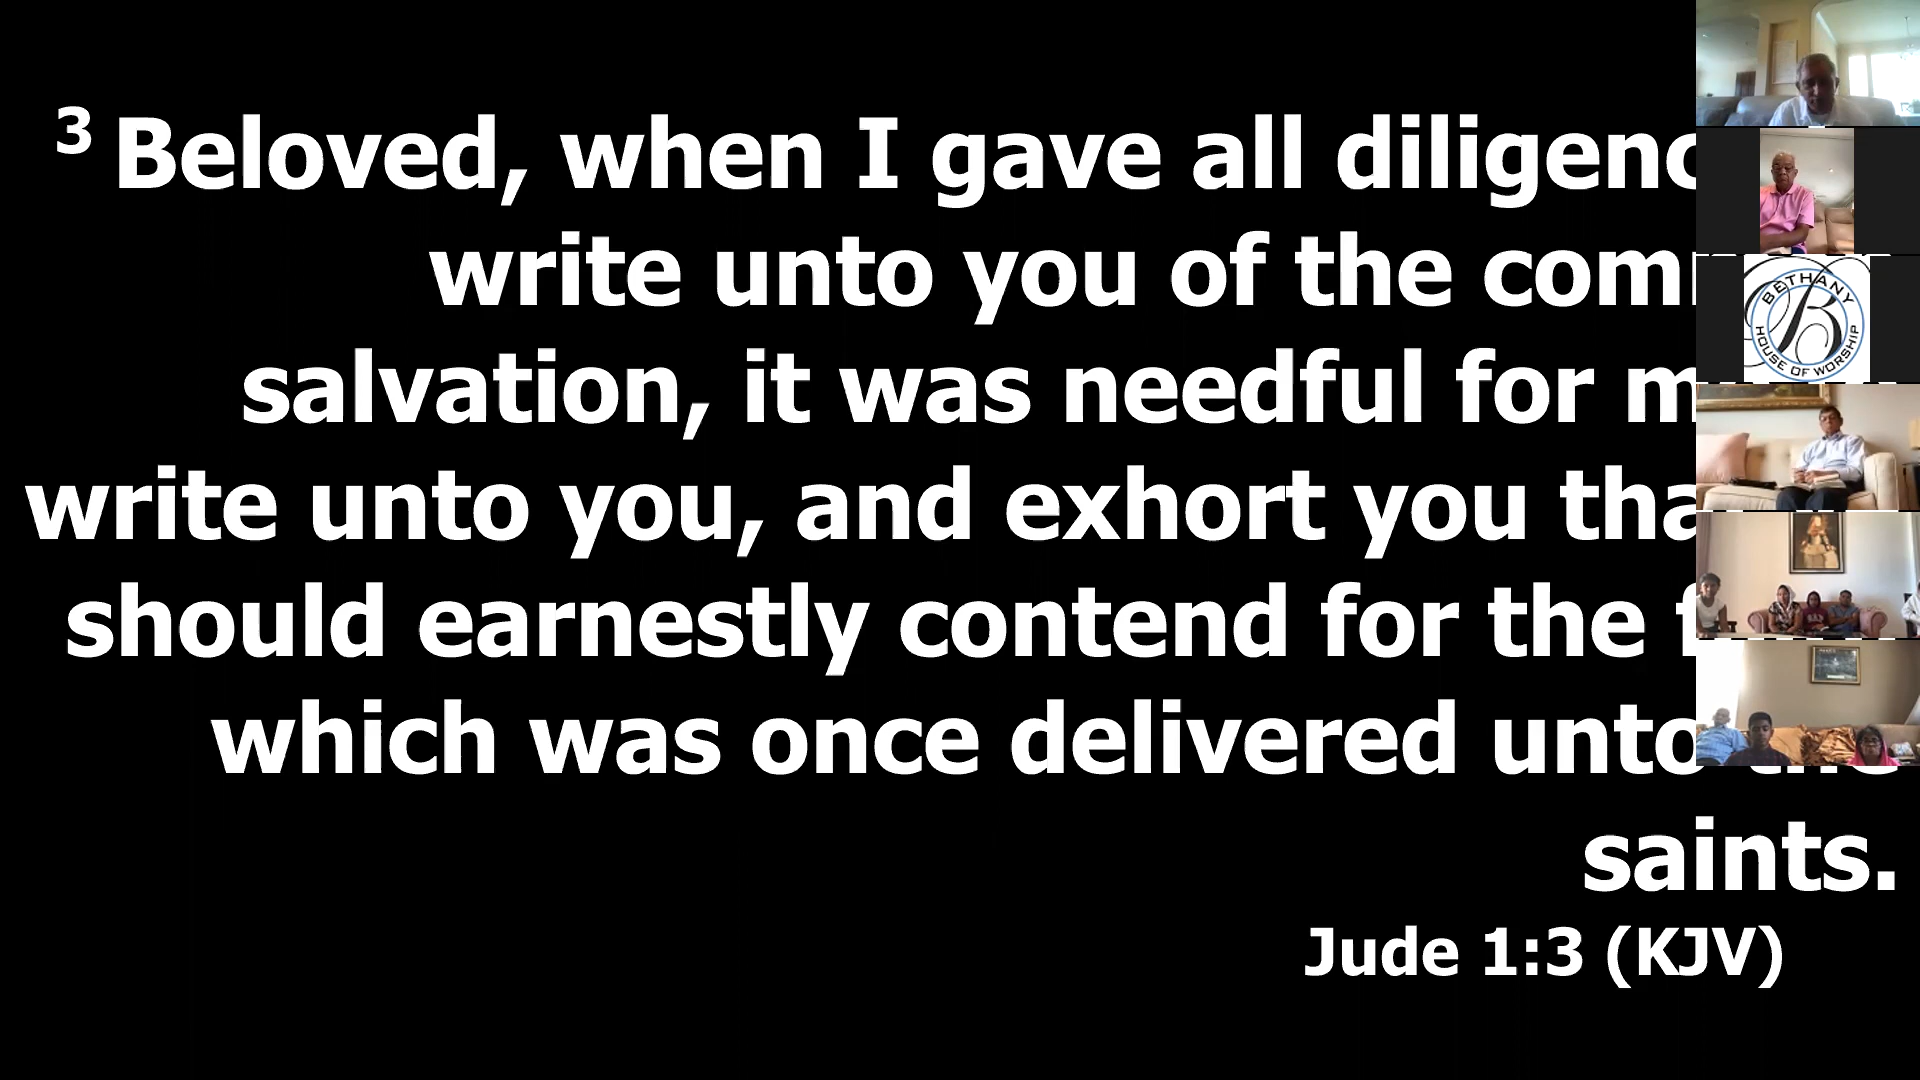 3 Beloved, when I gave all diligenc
write unto you of the com
salvation, it was needful for m
write unto you, and exhort you tha
should earnestly contend for the f
which was once delivered unto the
saints.
Jude 1:3 (KJV)
BETHANY
B
HOUSE OF WORSHIP